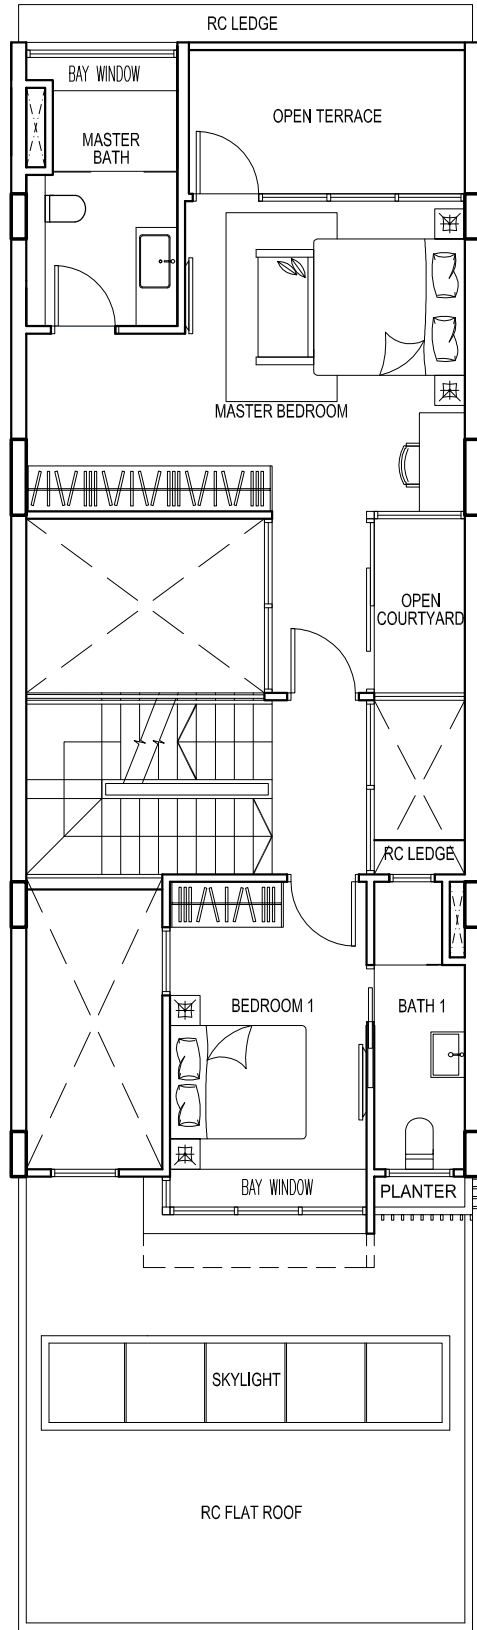 RC LEDGE
BAY WINDOW
OPEN TERRACE
MASTER
BATH
MASTER BEDROOM
OPEN
COURTYARD
RC LEDGE
BEDROOM 1
BATH 1
BAY WINDOW
PLANTER
SKYLIGHT
RC FLAT ROOF